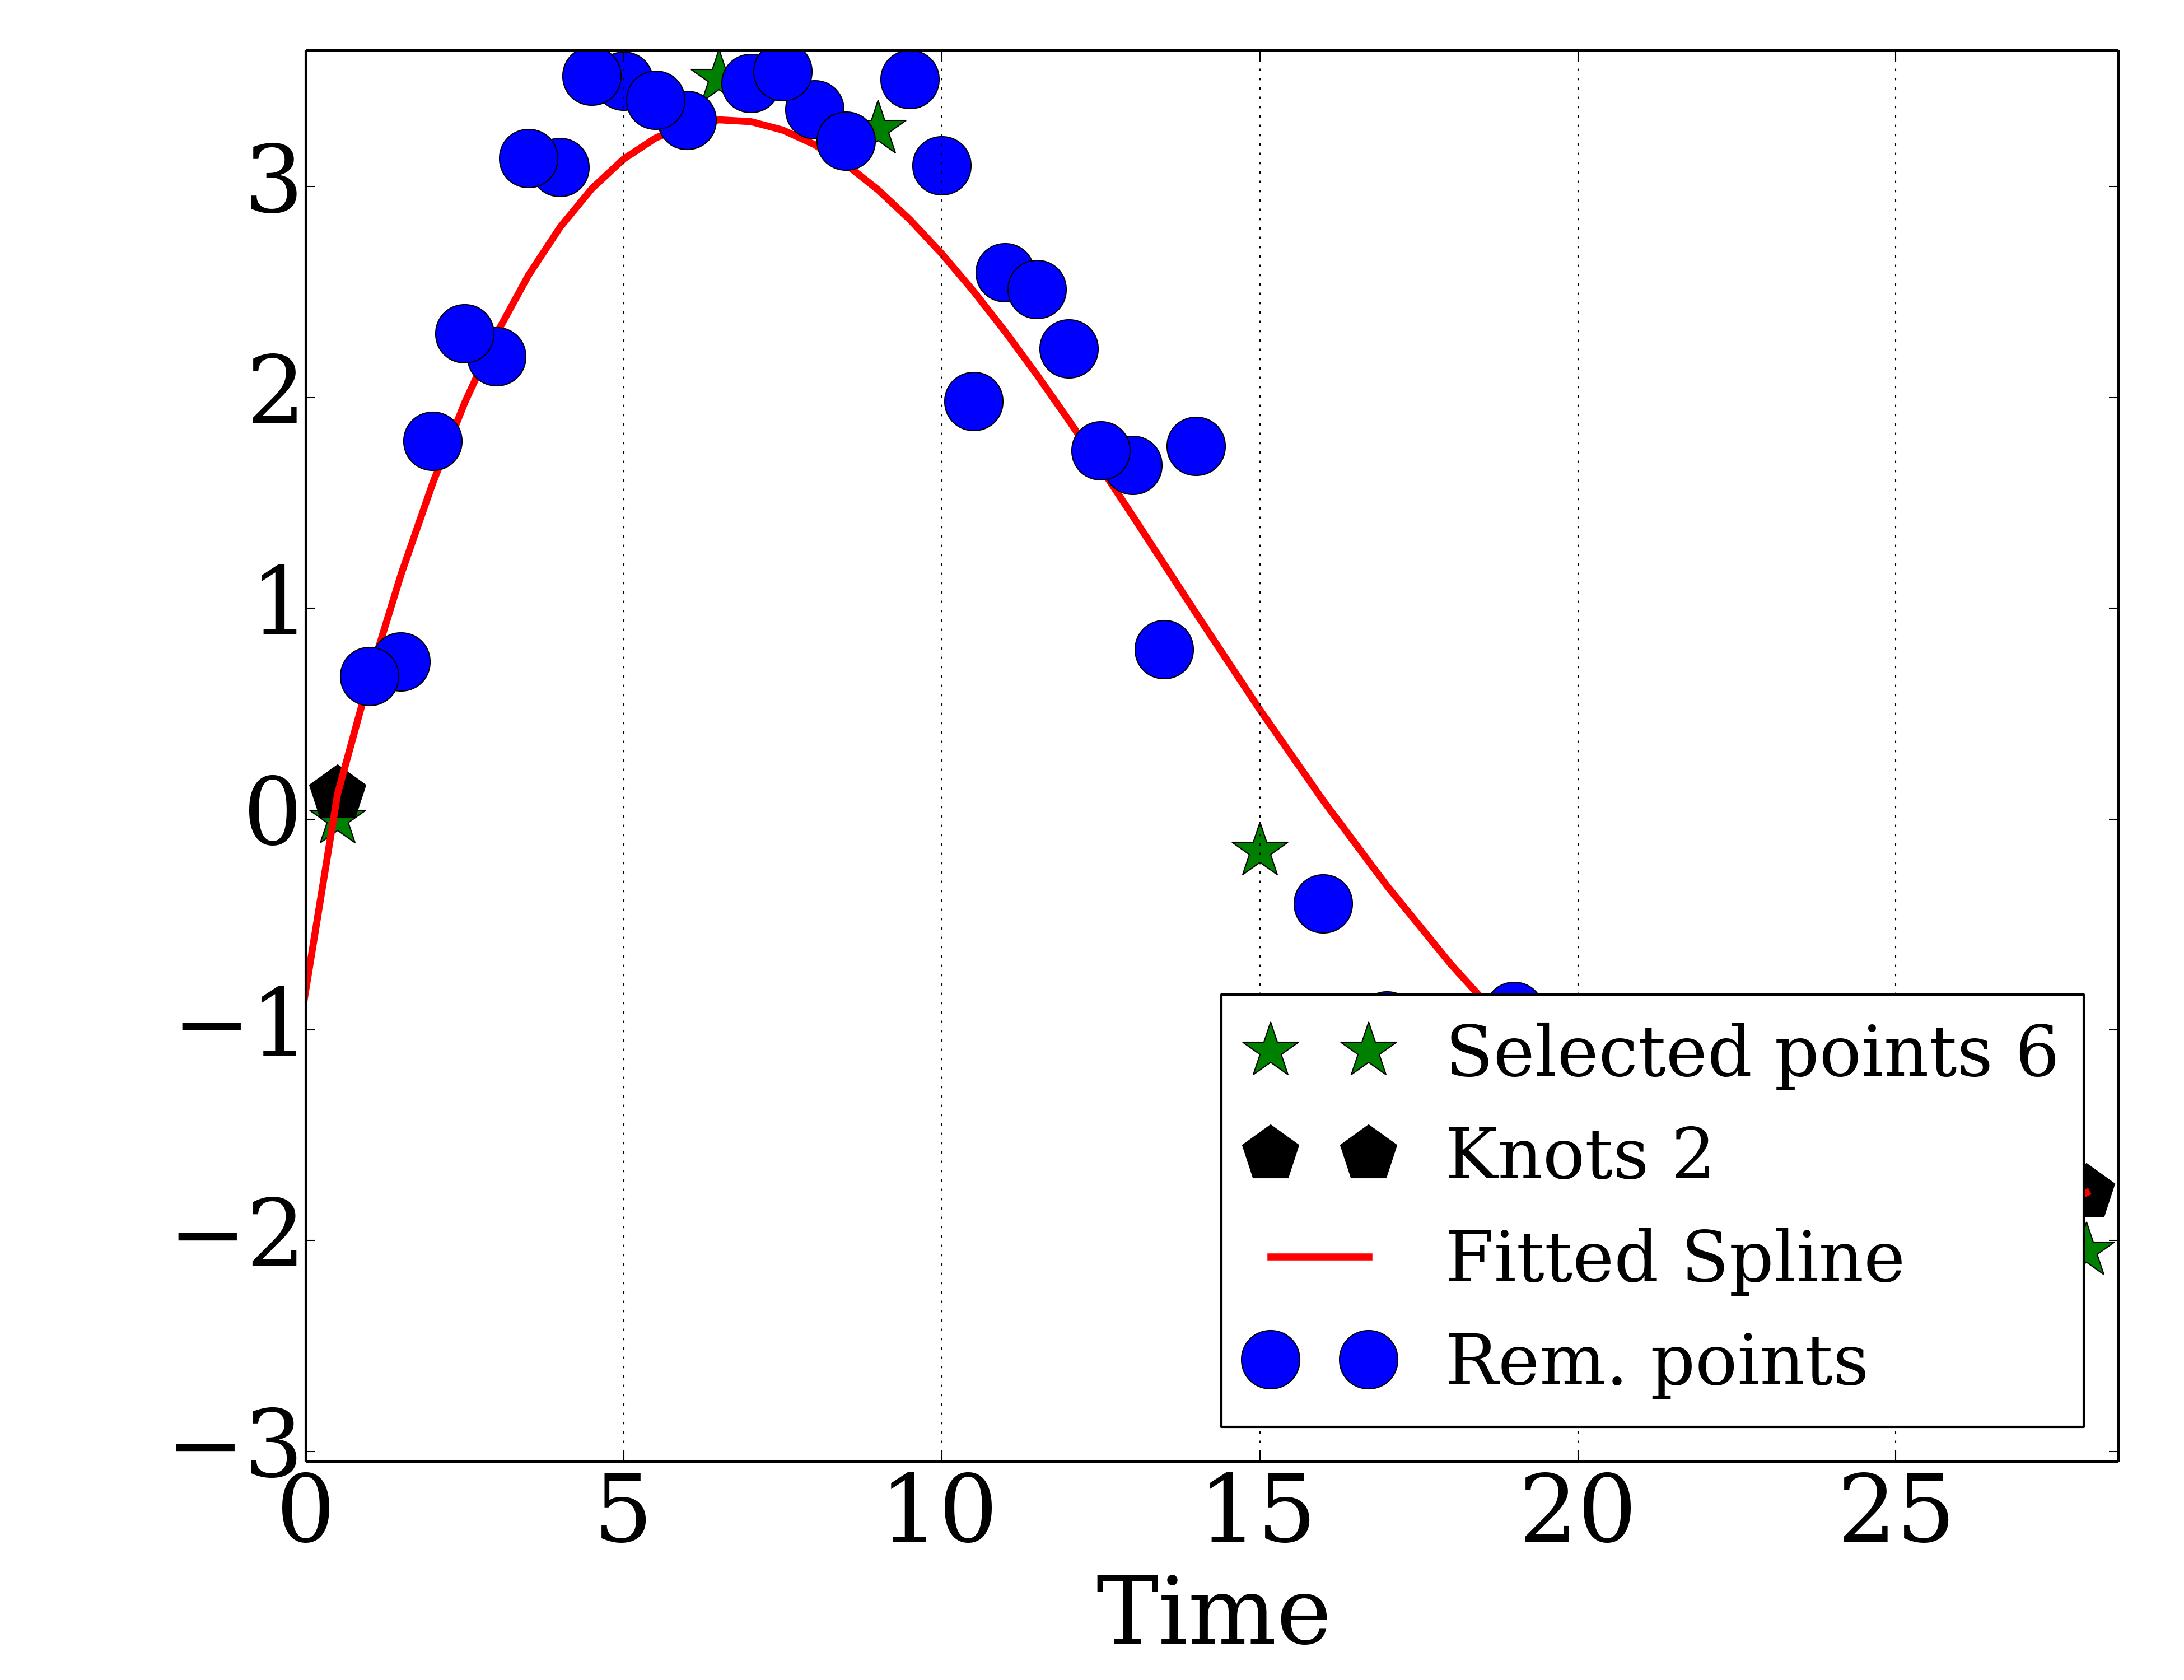 3
2
1
0
−1
−2
−3
Selected points 6
Knots 2
Fitted Spline
Rem. points
0 5 10 15 20 25
Time